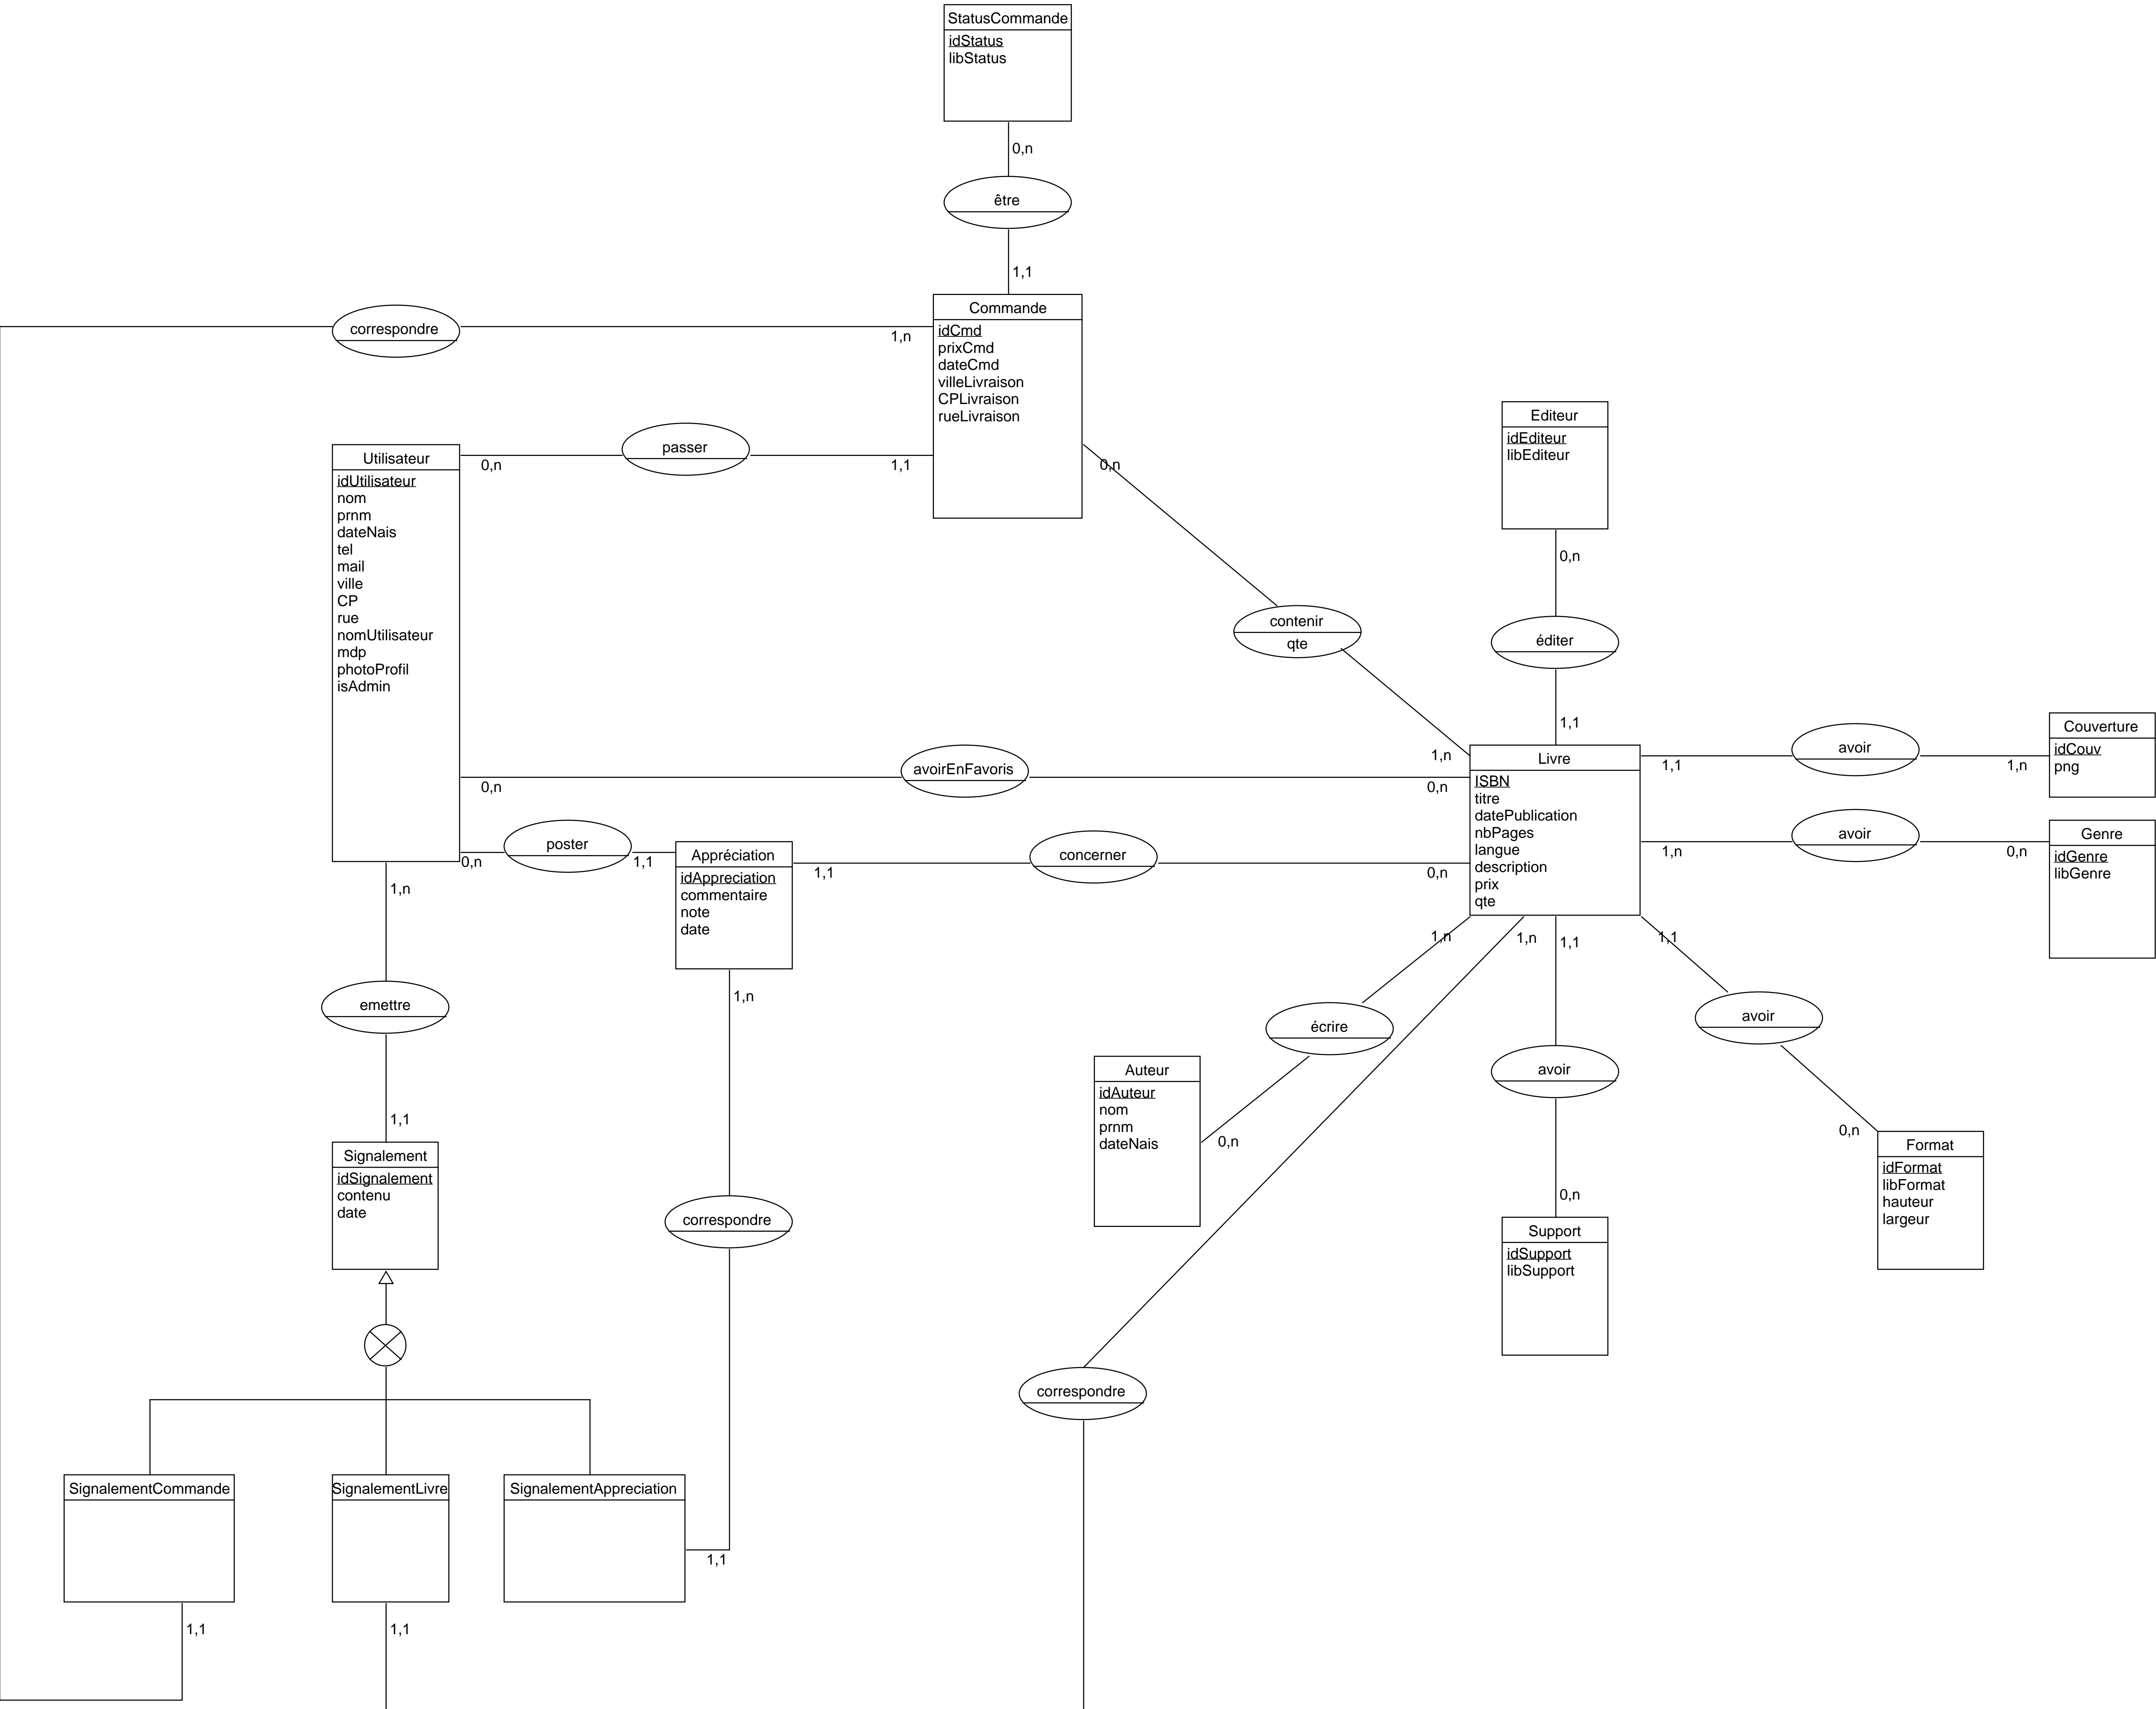 StatusCommande
idStatus
libStatus
0,n
être
1,1
correspondre
1,n
Commande
idCmd
prixCmd
dateCmd
villeLivraison
CPLivraison
rueLivraison
passer
0,n
1,1
Utilisateur
idUtilisateur
nom
prnm
dateNais
tel
mail
ville
CP
rue
nomUtilisateur
mdp
photoProfil
isAdmin
0,n
contenir
qte
1,n
Editeur
idEditeur
libEditeur
0,n
éditer
1,1
avoirEnFavoris
0,n
0,n
Livre
ISBN
titre
datePublication
nbPages
langue
description
prix
qte
avoir
1,1
1,n
Couverture
idCouv
png
avoir
1,n
0,n
Genre
idGenre
libGenre
poster
0,n
1,1
Appréciation
idAppreciation
commentaire
note
date
concerner
1,1
0,n
1,n
emettre
1,1
1,n
correspondre
1,1
1,n
écrire
0,n
Auteur
idAuteur
nom
prnm
dateNais
1,n
correspondre
1,1
avoir
0,n
Support
idSupport
libSupport
1,1
avoir
0,n
Format
idFormat
libFormat
hauteur
largeur
Signalement
idSignalement
contenu
date
SignalementCommande
SignalementLivre
SignalementAppreciation
1,1
1,1